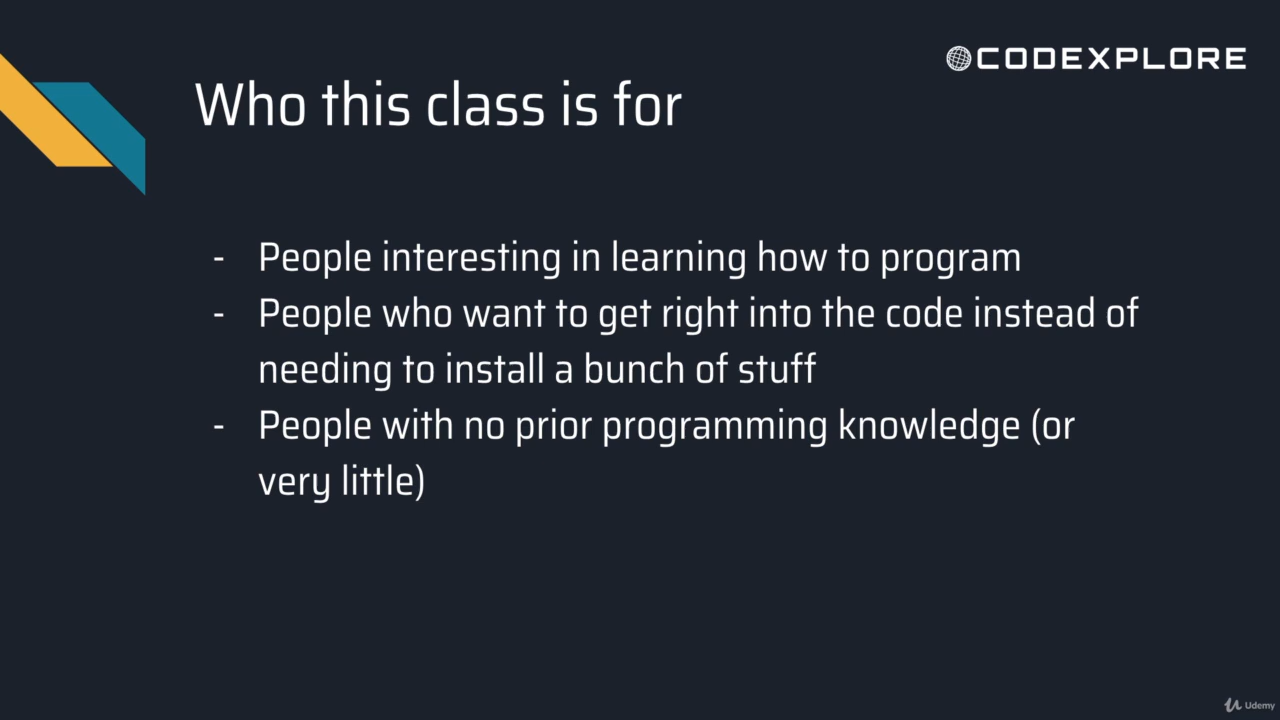 CODEXPLORE
Who this class is for
- People interesting in learning how to program
- People who want to get right into the code instead of
needing to install a bunch of stuff
- People with no prior programming knowledge (or
very little)
Udemy